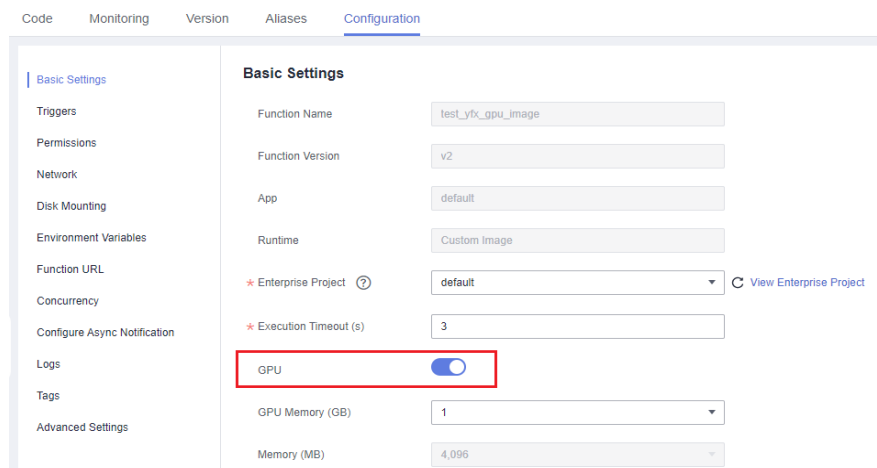 Code Monitoring Version Aliases Configuration
Basic Settings
Triggers
Permissions
Network
Disk Mounting
Environment Variables
Function URL
Concurrency
Configure Async Notification
Logs
Tags
Advanced Settings
Basic Settings
Function Name test_yfx_gpu_image
Function Version v2
App default
Runtime Custom Image
* Enterprise Project ? default View Enterprise Project
* Execution Timeout (s) 3
GPU
GPU Memory (GB) 1
Memory (MB) 4,096